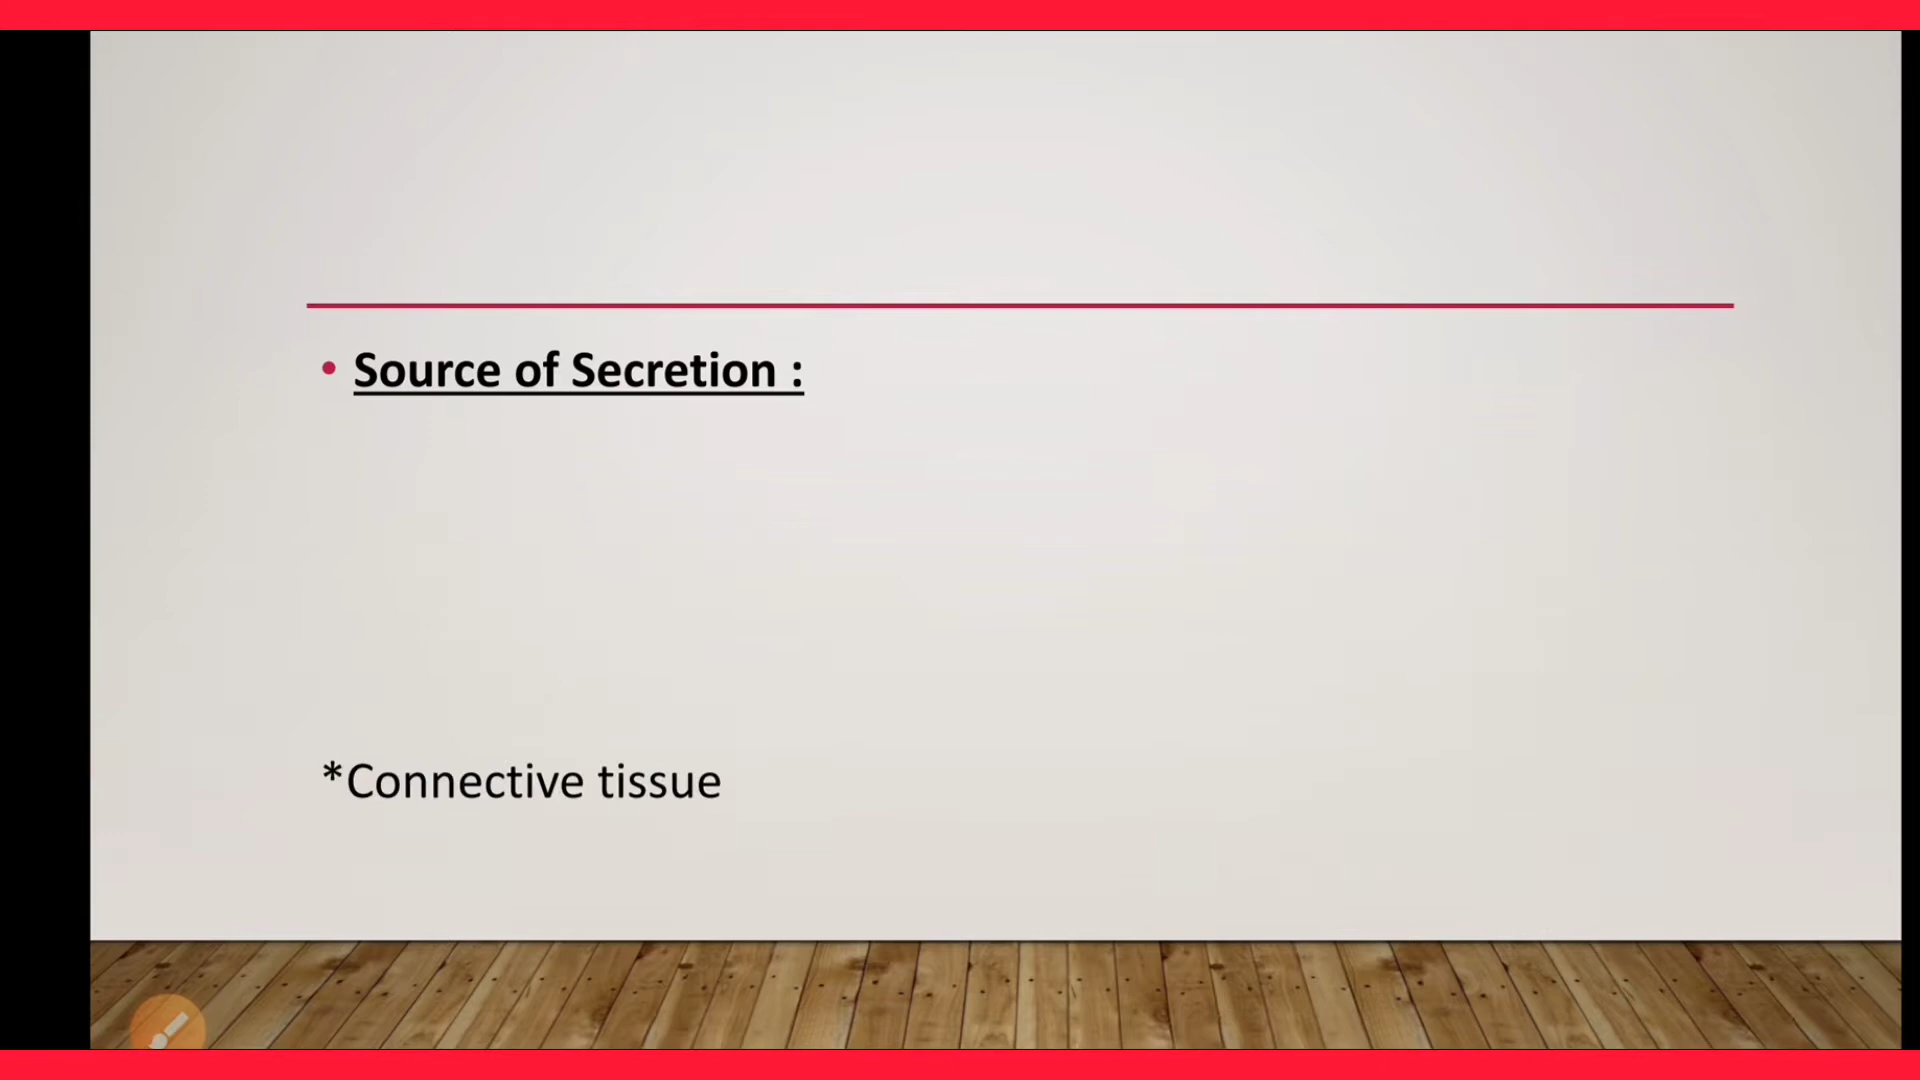 • Source of Secretion :
*Connective tissue